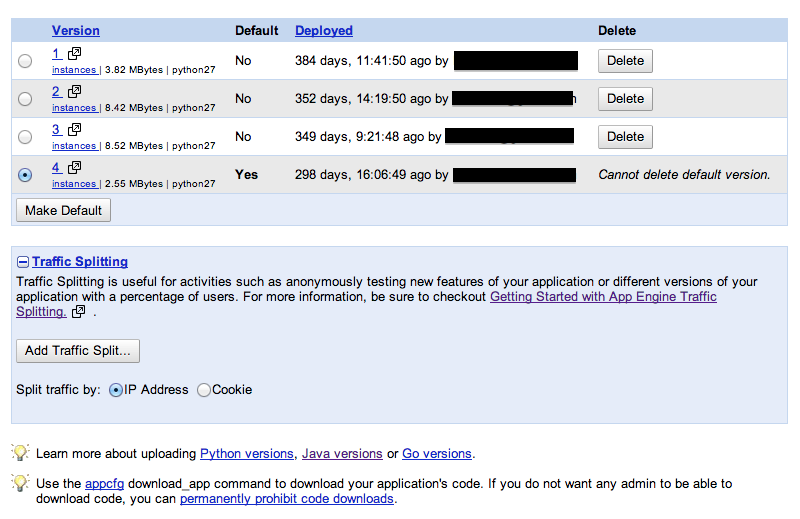 Version Default Deployed Delete
1 No 384 days, 11:41:50 ago by Delete
instances | 3.82 MBytes | python27
2 No 352 days, 14:19:50 ago by Delete
instances | 8.42 MBytes | python27
3 No 349 days, 9:21:48 ago by Delete
instances | 8.52 MBytes | python27
4 Yes 298 days, 16:06:49 ago by Cannot delete default version.
instances | 2.55 MBytes | python27
Make Default
Traffic Splitting
Traffic Splitting is useful for activities such as anonymously testing new features of your application or different versions of your
application with a percentage of users. For more information, be sure to checkout Getting Started with App Engine Traffic
Splitting. .
Add Traffic Split...
Split traffic by: IP Address Cookie
Learn more about uploading Python versions, Java versions or Go versions.
Use the appcfg download_app command to download your application's code. If you do not want any admin to be able to
download code, you can permanently prohibit code downloads.